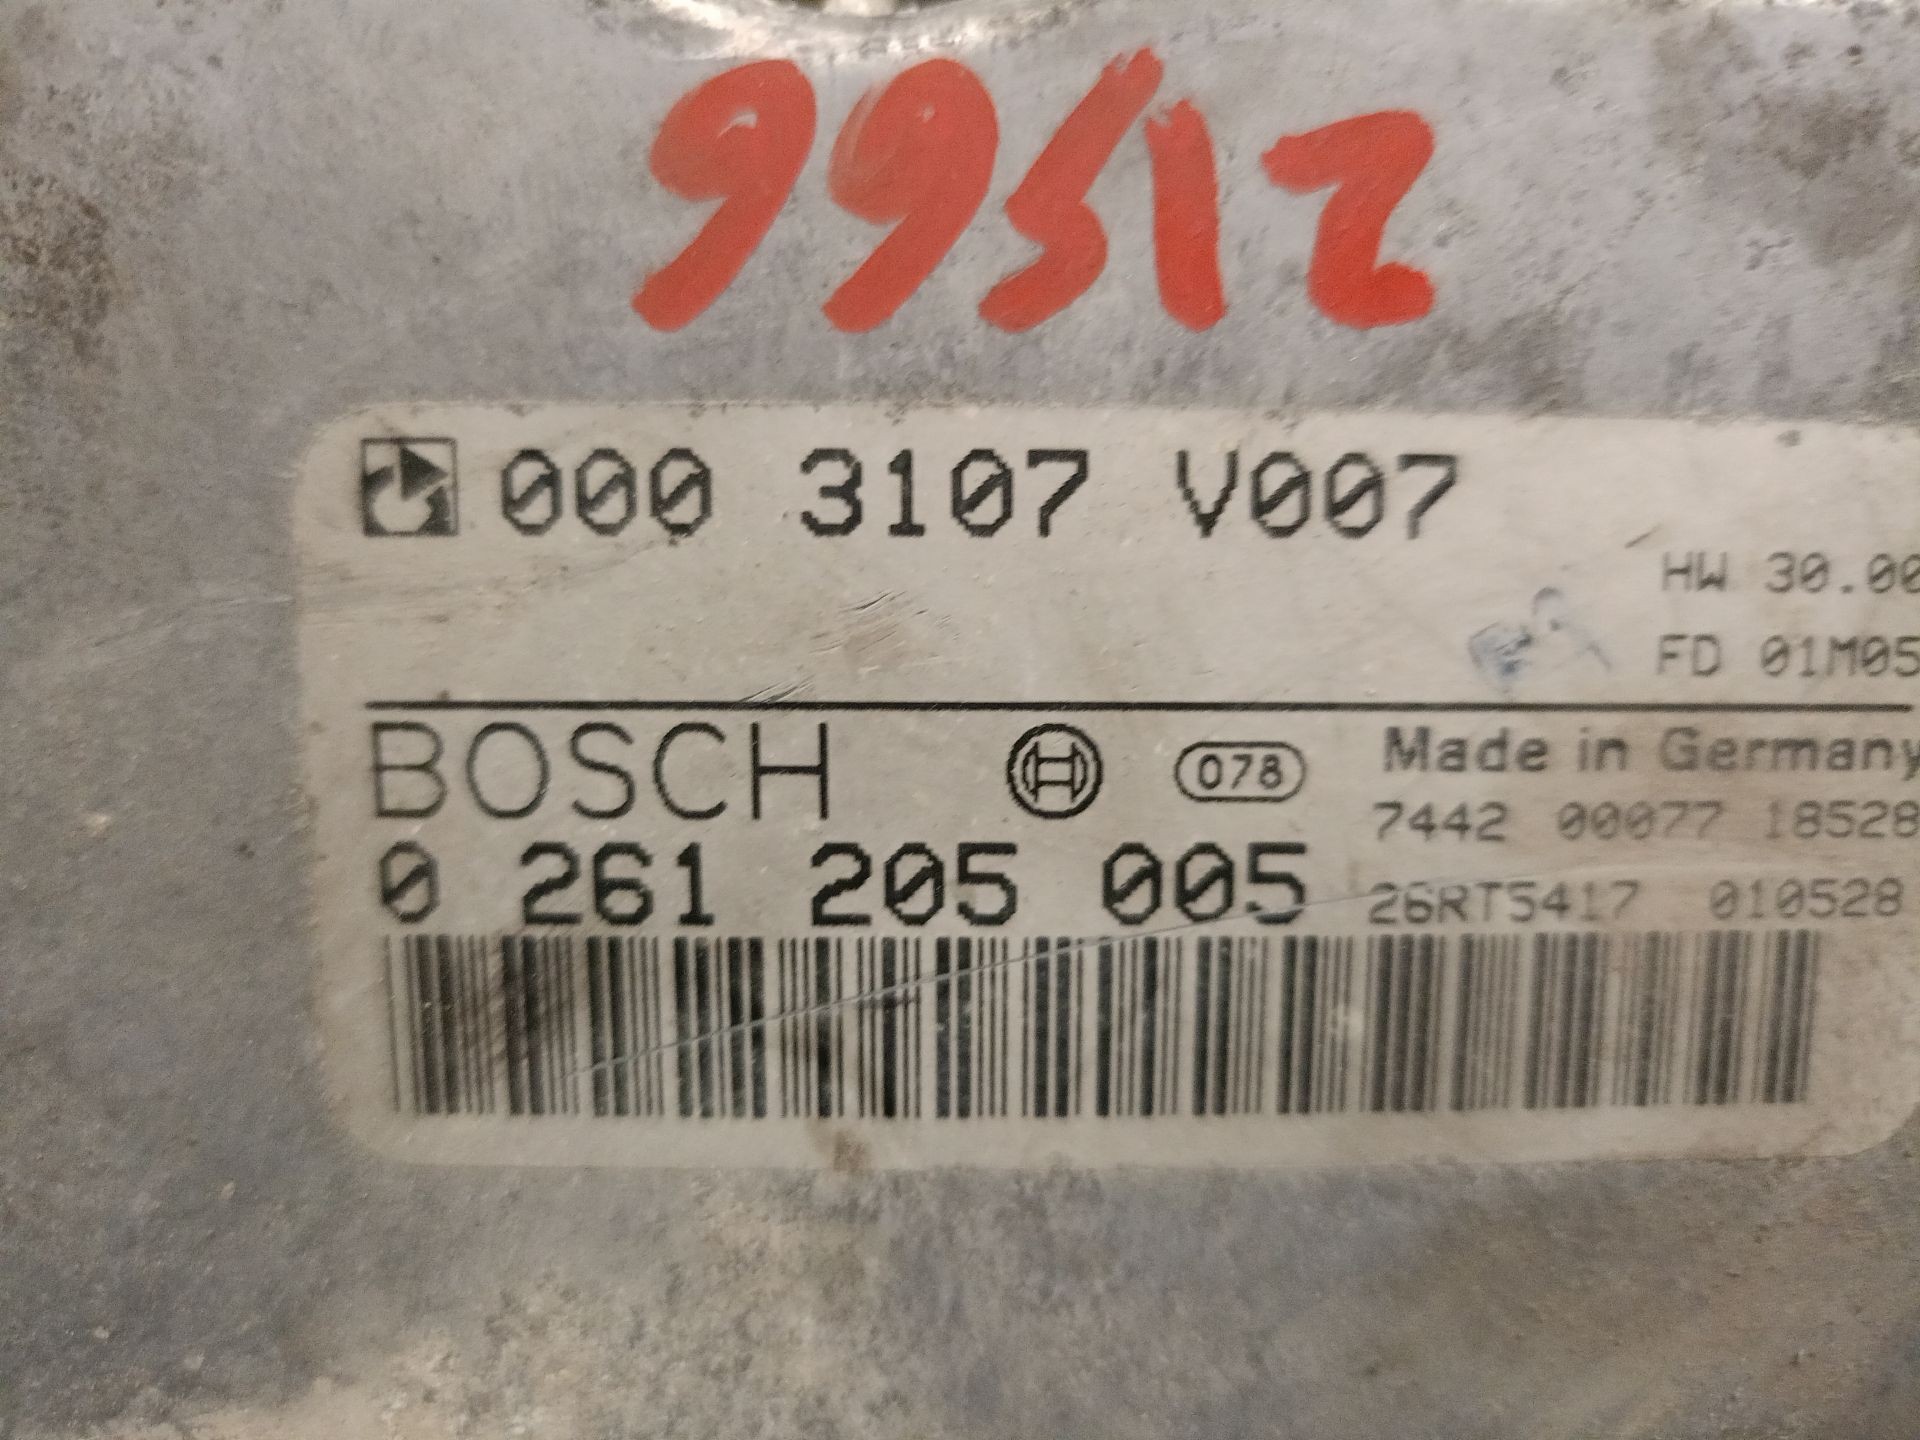 99512
000 3107 V007
HW 30.00
FD 01M05
BOSCH 078 Made in Germany
7442 00077 18528
0 261 205 005 26RT5417 010528